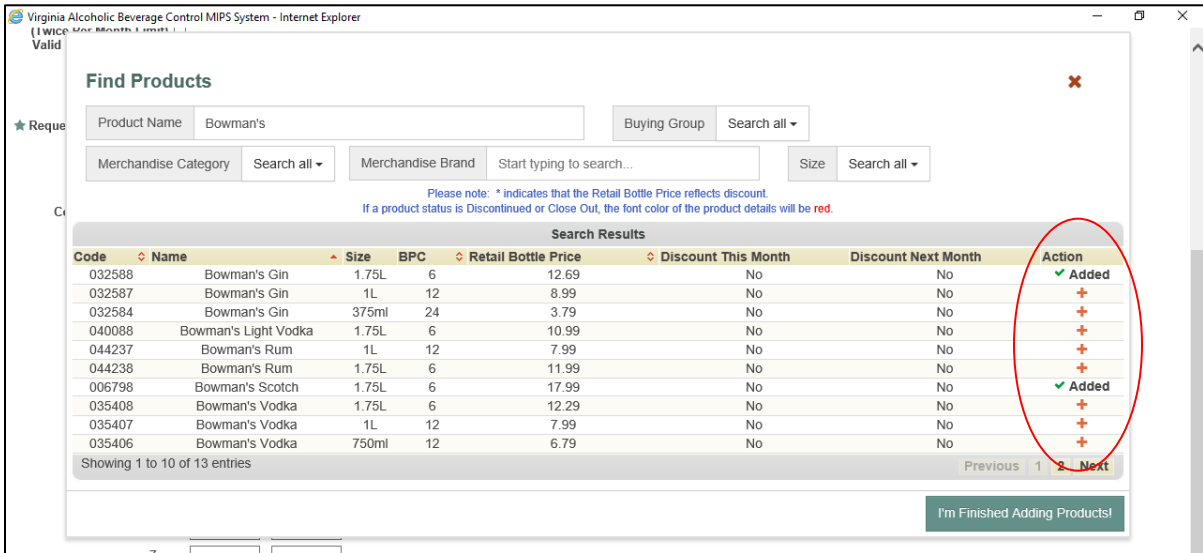 Virginia Alcoholic Beverage Control MIPS System - Internet Explorer
(Twice Per Month Limit)
Valid
Find Products
Product Name Bowman's Buying Group Search all
Reque
Merchandise Category Search all Merchandise Brand Start typing to search... Size Search all
Please note: * indicates that the Retail Bottle Price reflects discount.
If a product status is Discontinued or Close Out, the font color of the product details will be red.
Search Results
Code Name Size BPC Retail Bottle Price Discount This Month Discount Next Month Action
032588 Bowman's Gin 1.75L 6 12.69 No No Added
032587 Bowman's Gin 1L 12 8.99 No No +
032584 Bowman's Gin 375ml 24 3.79 No No +
040088 Bowman's Light Vodka 1.75L 6 10.99 No No +
044237 Bowman's Rum 1L 12 7.99 No No +
044238 Bowman's Rum 1.75L 6 11.99 No No +
006798 Bowman's Scotch 1.75L 6 17.99 No No Added
035408 Bowman's Vodka 1.75L 6 12.29 No No +
035407 Bowman's Vodka 1L 12 7.99 No No +
035406 Bowman's Vodka 750ml 12 6.79 No No +
Showing 1 to 10 of 13 entries Previous 1 2 Next
I'm Finished Adding Products!